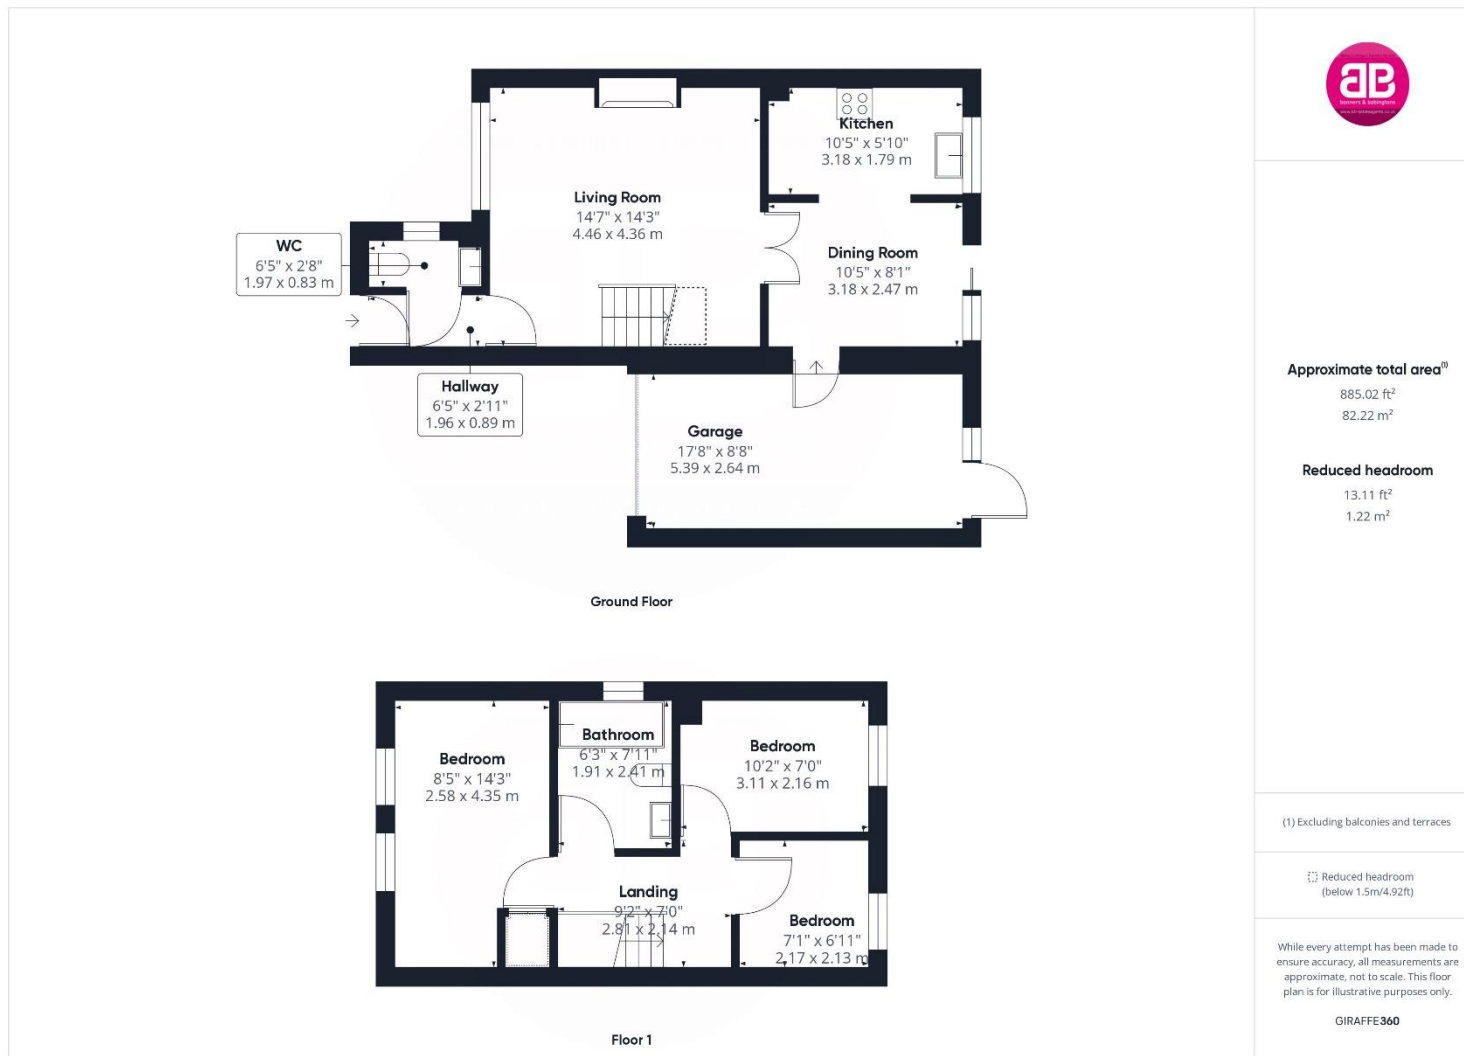 WC
6'5" x 2'8"
1.97 x 0.83 m
Living Room
14'7" x 14'3"
4.46 x 4.36 m
Kitchen
10'5" x 5'10"
3.18 x 1.79 m
Dining Room
10'5" x 8'1"
3.18 x 2.47 m
Hallway
6'5" x 2'11"
1.96 x 0.89 m
Garage
17'8" x 8'8"
5.39 x 2.64 m
Ground Floor
Bedroom
8'5" x 14'3"
2.58 x 4.35 m
Bathroom
6'3" x 7'11"
1.91 x 2.41 m
Bedroom
10'2" x 7'0"
3.11 x 2.16 m
Landing
9'2" x 7'0"
2.81 x 2.14 m
Bedroom
7'1" x 6'11"
2.17 x 2.13 m
Floor 1
BB
bonners & babingtons
Approximate total area(1)
885.02 ft²
82.22 m²
Reduced headroom
13.11 ft²
1.22 m²
(1) Excluding balconies and terraces
Reduced headroom
(below 1.5m/4.92ft)
While every attempt has been made to
ensure accuracy, all measurements are
approximate, not to scale. This floor
plan is for illustrative purposes only.
GIRAFFE360